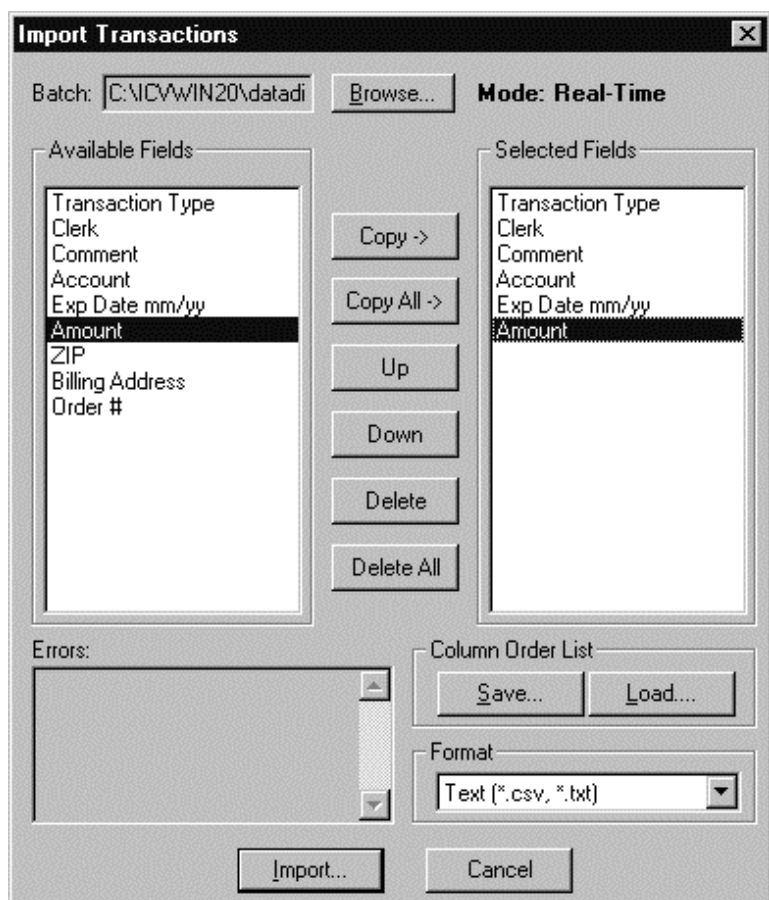 Import Transactions
Batch: C:\ICVWIN20\datadi Browse... Mode: Real-Time
Available Fields
Transaction Type
Clerk
Comment
Account
Exp Date mm/yy
Amount
ZIP
Billing Address
Order #
Copy ->
Copy All ->
Up
Down
Delete
Delete All
Selected Fields
Transaction Type
Clerk
Comment
Account
Exp Date mm/yy
Amount
Errors:
Column Order List
Save... Load....
Format
Text (*.csv, *.txt)
Import... Cancel